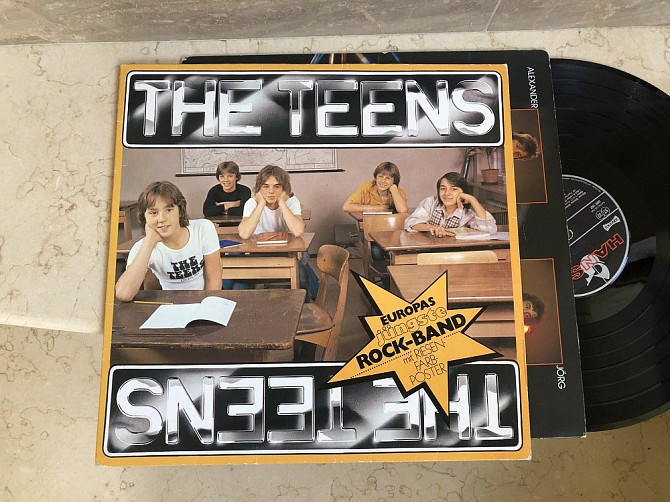 THE TEENS
ALEXANDER
THE
TEENS
EUROPAS
jüngste
ROCK-BAND
mit RIESEN-
FARB-
POSTER
HANSA
JÖRG
THE TEENS